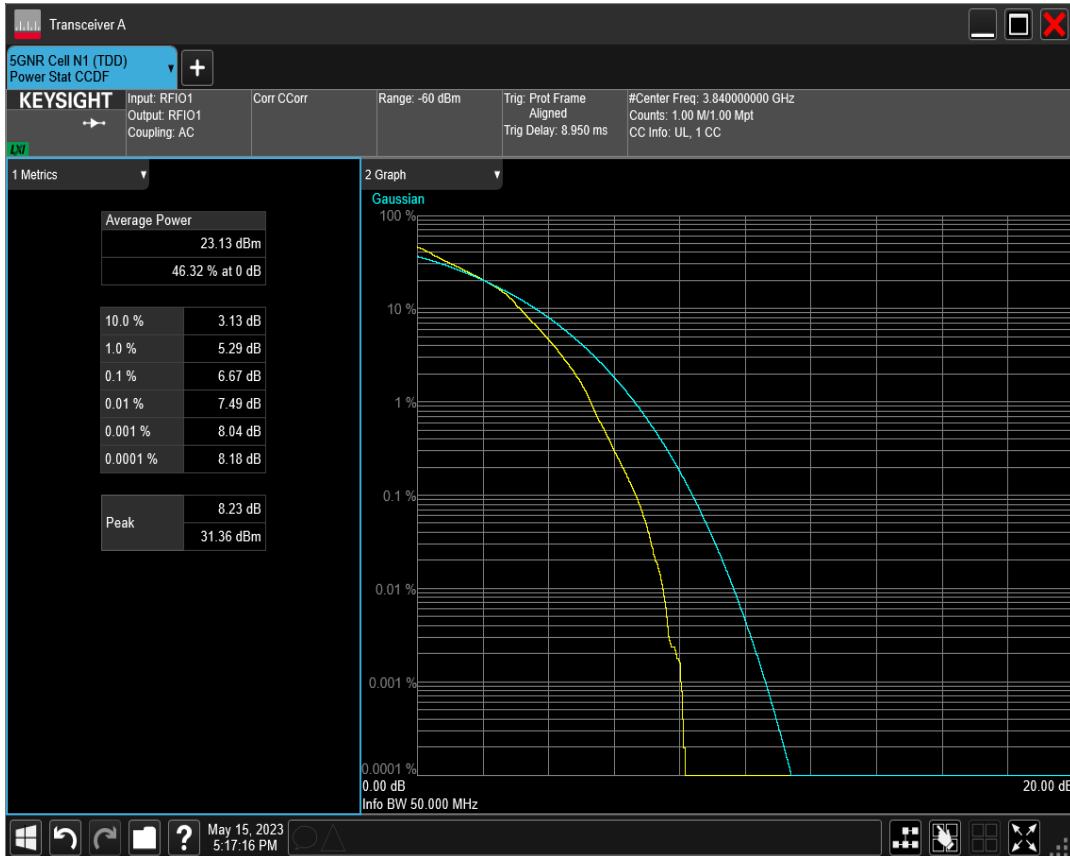 Transceiver A
5GNR Cell N1 (TDD)
Power Stat CCDF
+
KEYSIGHT
LXI
Input: RFIO1
Output: RFIO1
Coupling: AC
Corr CCorr
Range: -60 dBm
Trig: Prot Frame
Aligned
Trig Delay: 8.950 ms
#Center Freq: 3.840000000 GHz
Counts: 1.00 M/1.00 Mpt
CC Info: UL, 1 CC
1 Metrics
Average Power
23.13 dBm
46.32 % at 0 dB
10.0 % 3.13 dB
1.0 % 5.29 dB
0.1 % 6.67 dB
0.01 % 7.49 dB
0.001 % 8.04 dB
0.0001 % 8.18 dB
Peak
8.23 dB
31.36 dBm
2 Graph
Gaussian
100 %
10 %
1 %
0.1 %
0.01 %
0.001 %
0.0001 %
0.00 dB 20.00 dB
Info BW 50.000 MHz
?
May 15, 2023
5:17:16 PM